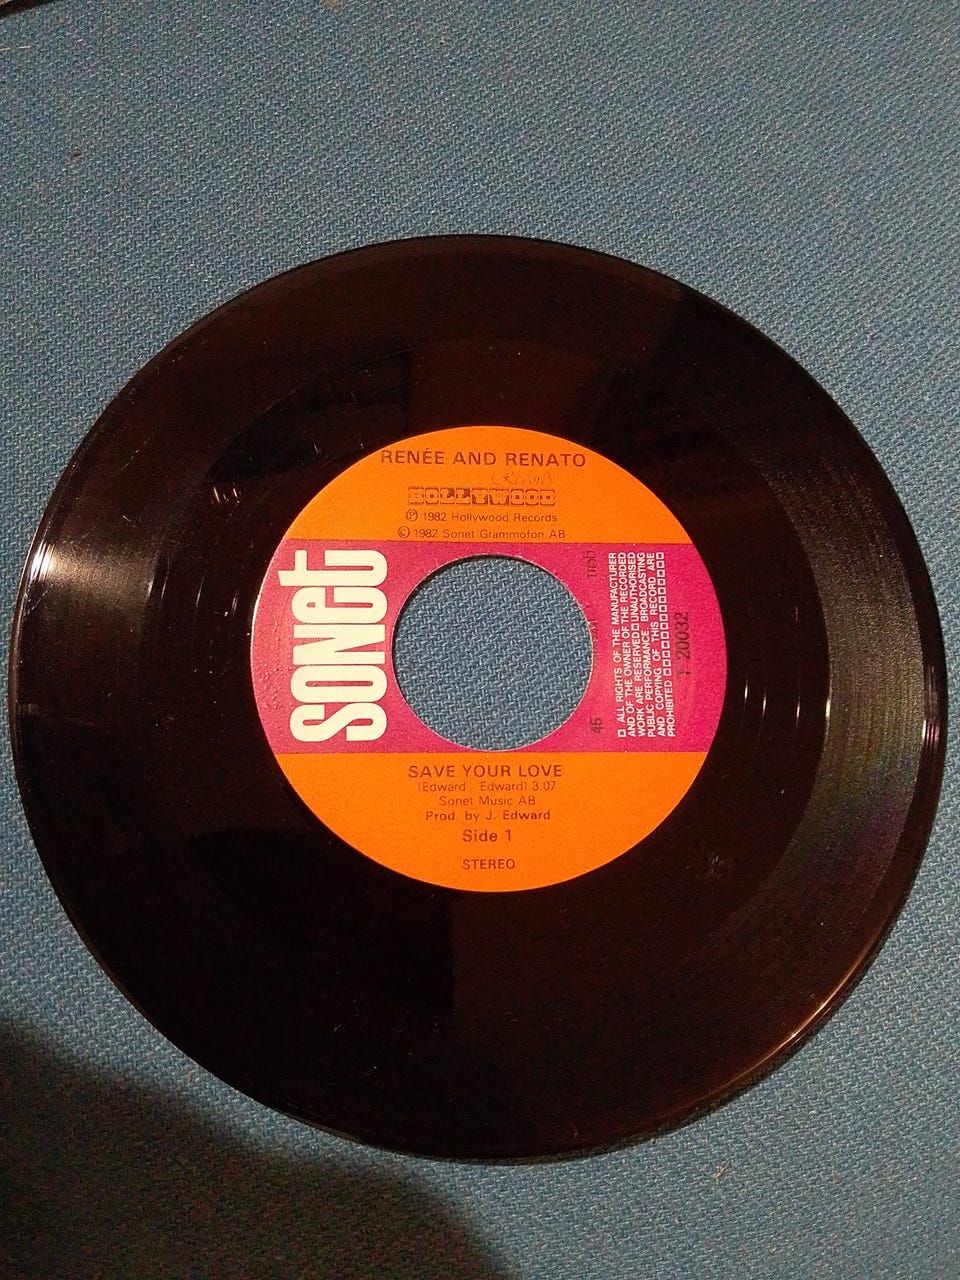 RENÉE AND RENATO
Records
HOLLYWOOD
Ⓟ 1982 Hollywood Records
© 1982 Sonet Grammofon AB
SONET
45
□ ALL RIGHTS OF THE MANUFACTURER
AND OF THE OWNER OF THE RECORDED
WORK ARE RESERVED □ UNAUTHORISED
PUBLIC PERFORMANCE, BROADCASTING
AND COPYING OF THIS RECORD ARE
PROHIBITED □□□□□□□□□□□□
T 20032
SAVE YOUR LOVE
(Edward Edward) 3.07
Sonet Music AB
Prod. by J. Edward
Side 1
STEREO